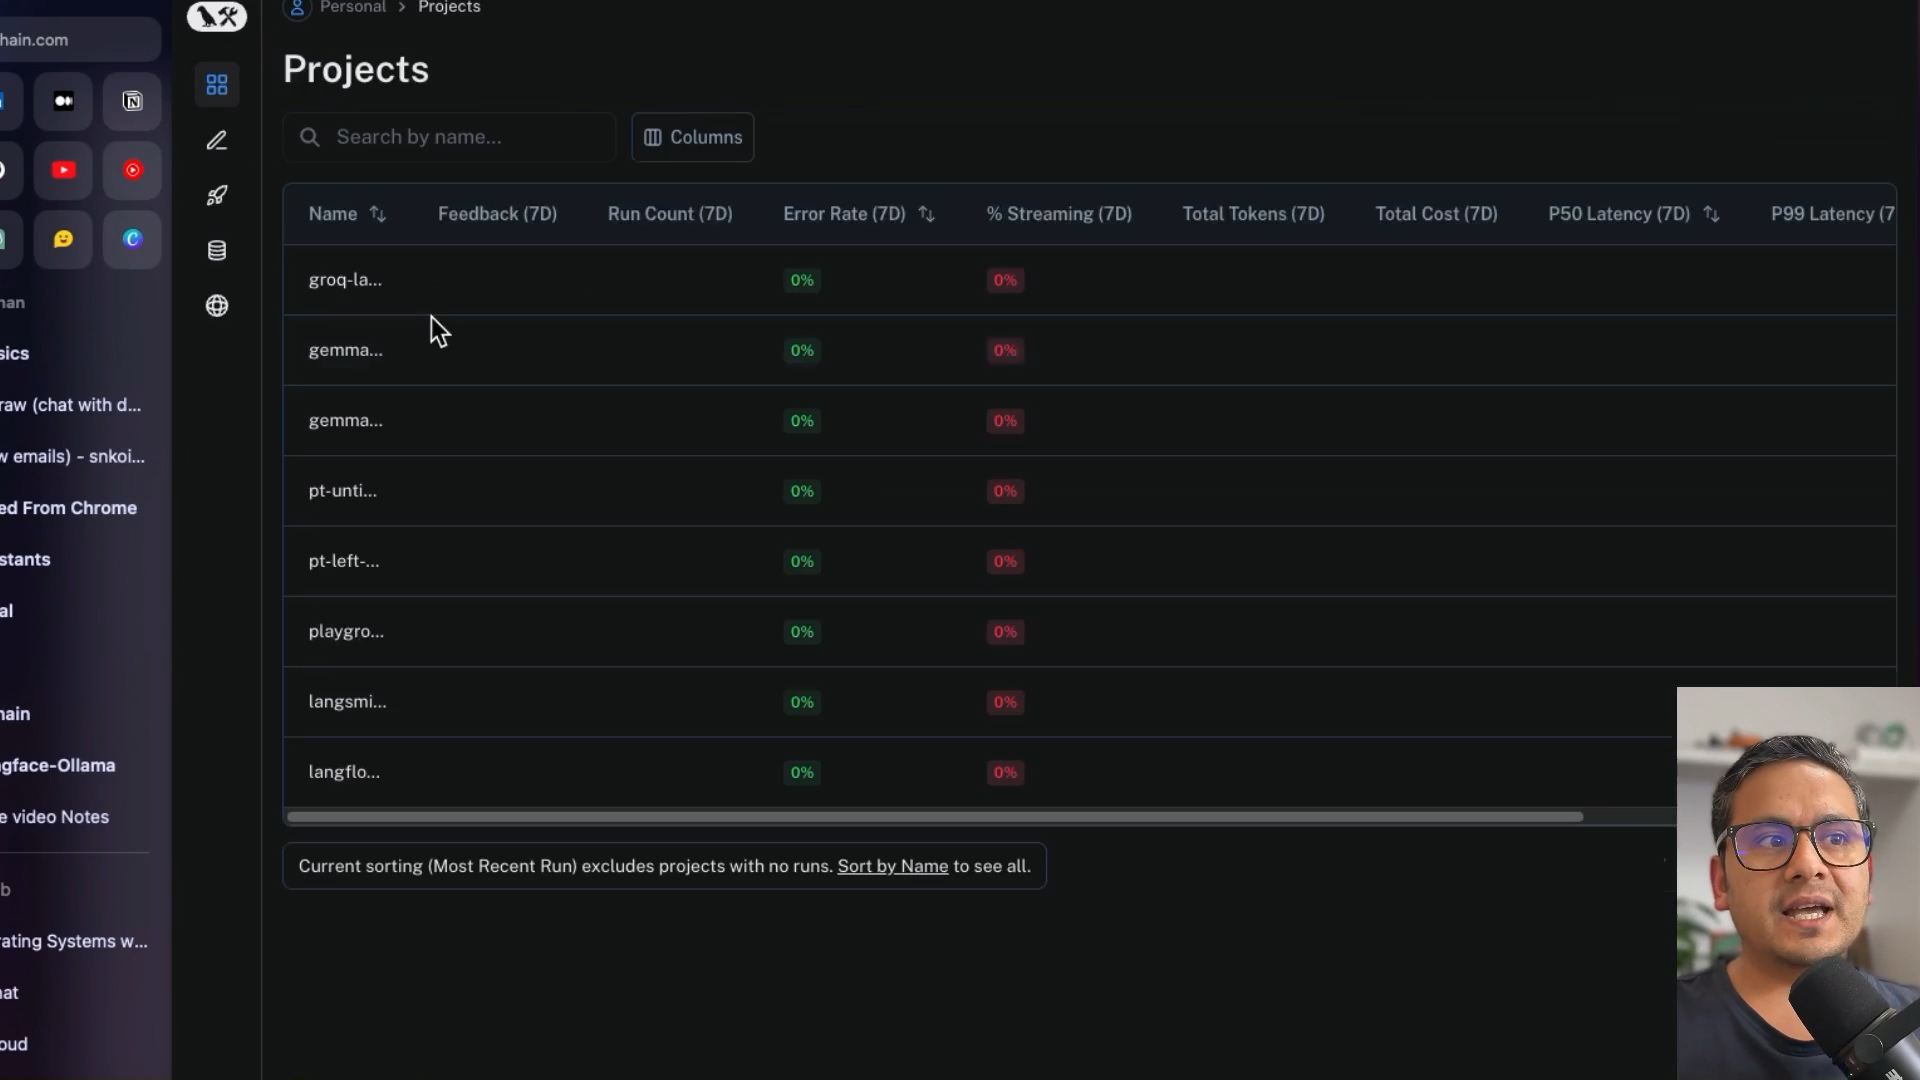 hain.com
Personal > Projects
Projects
Search by name...
Columns
Name Feedback (7D) Run Count (7D) Error Rate (7D) % Streaming (7D) Total Tokens (7D) Total Cost (7D) P50 Latency (7D) P99 Latency (7
groq-la... 0% 0%
gemma... 0% 0%
gemma... 0% 0%
pt-unti... 0% 0%
pt-left-... 0% 0%
playgro... 0% 0%
langsmi... 0% 0%
langflo... 0% 0%
Current sorting (Most Recent Run) excludes projects with no runs. Sort by Name to see all.
nan
sics
raw (chat with d...
w emails) - snkoi...
ed From Chrome
stants
al
hain
gface-Ollama
e video Notes
b
rating Systems w...
nat
oud